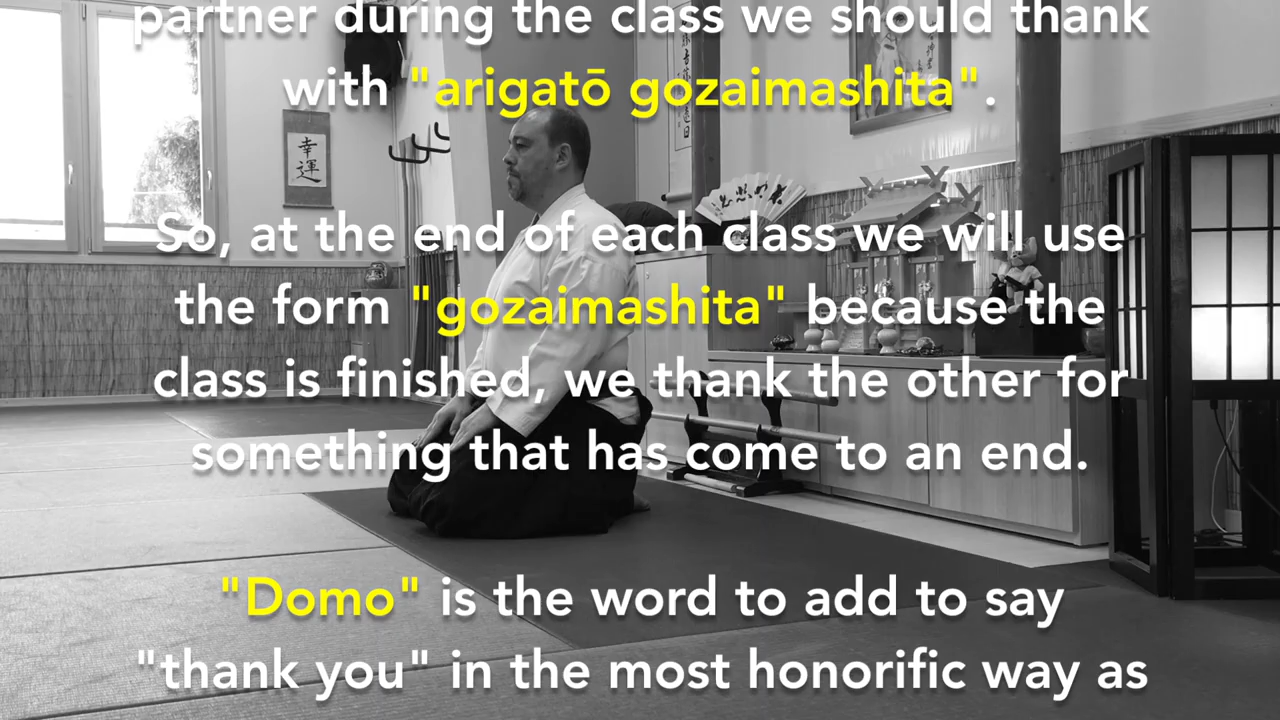 partner during the class we should thank
with "arigatō gozaimashita".
幸
運
So, at the end of each class we will use
the form "gozaimashita" because the
class is finished, we thank the other for
something that has come to an end.
"Domo" is the word to add to say
"thank you" in the most honorific way as